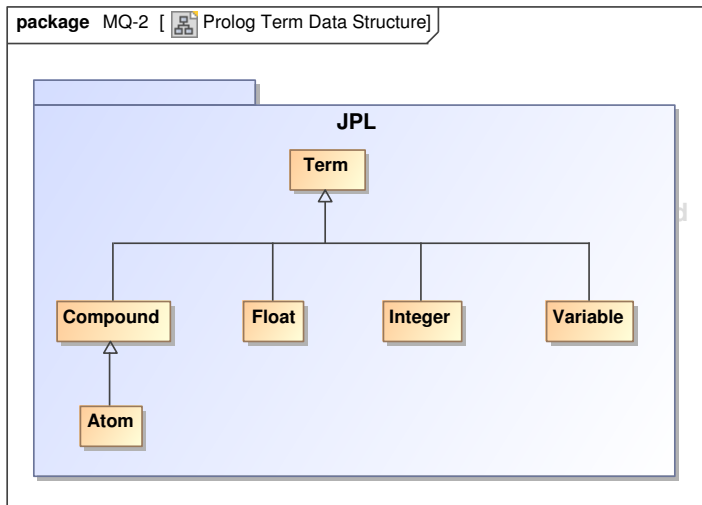 package MQ-2 [ Prolog Term Data Structure]
JPL
Term
Compound Float Integer Variable
Atom